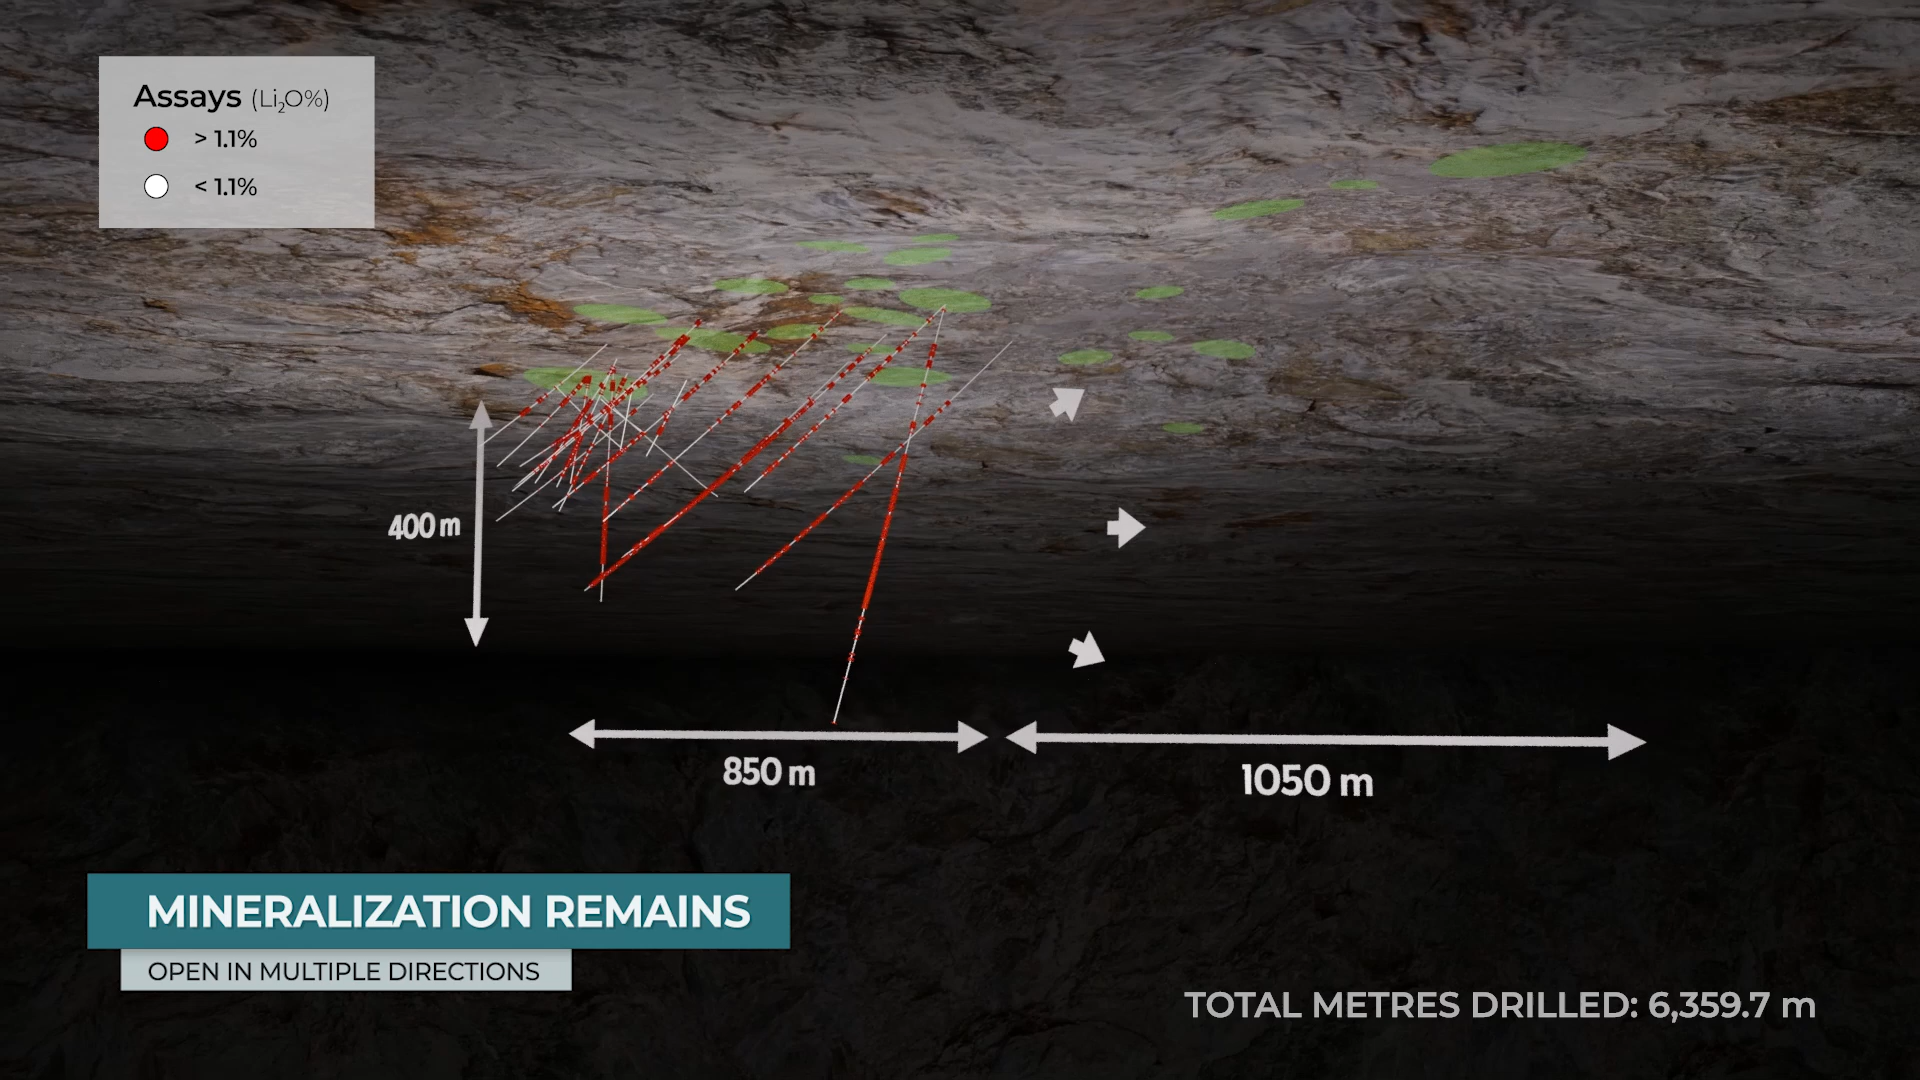 Assays (Li₂O%)
> 1.1%
< 1.1%
400 m
850 m
1050 m
MINERALIZATION REMAINS
OPEN IN MULTIPLE DIRECTIONS
TOTAL METRES DRILLED: 6,359.7 m